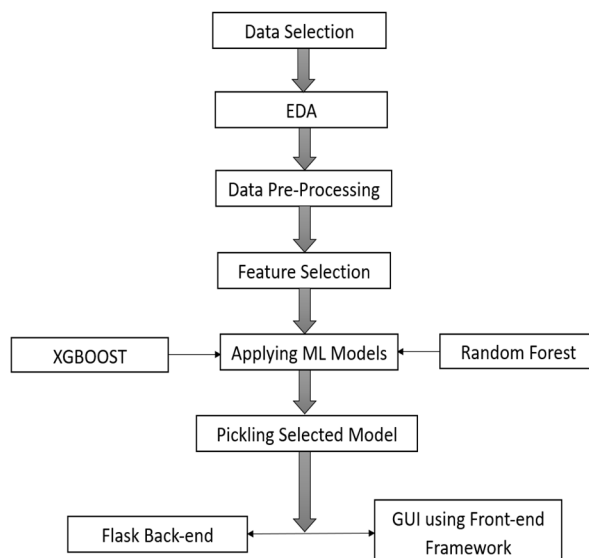 Data Selection
EDA
Data Pre-Processing
Feature Selection
XGBOOST
Applying ML Models
Random Forest
Pickling Selected Model
Flask Back-end
GUI using Front-end
Framework